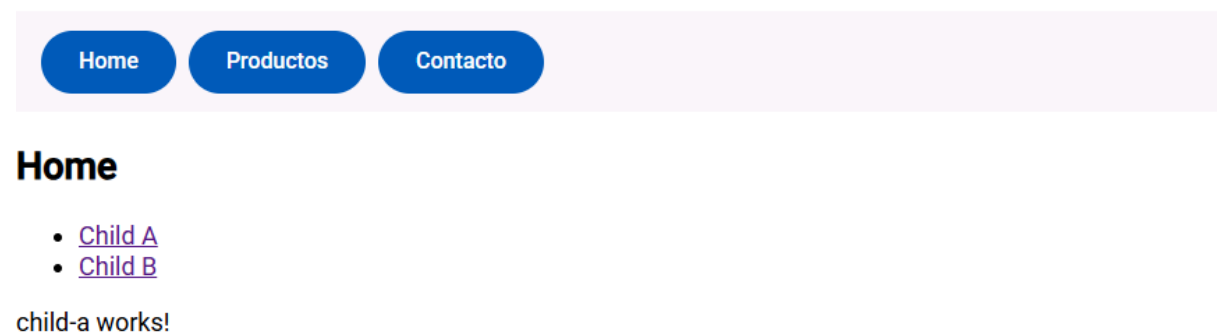 Home Productos Contacto
Home
Child A
Child B
child-a works!